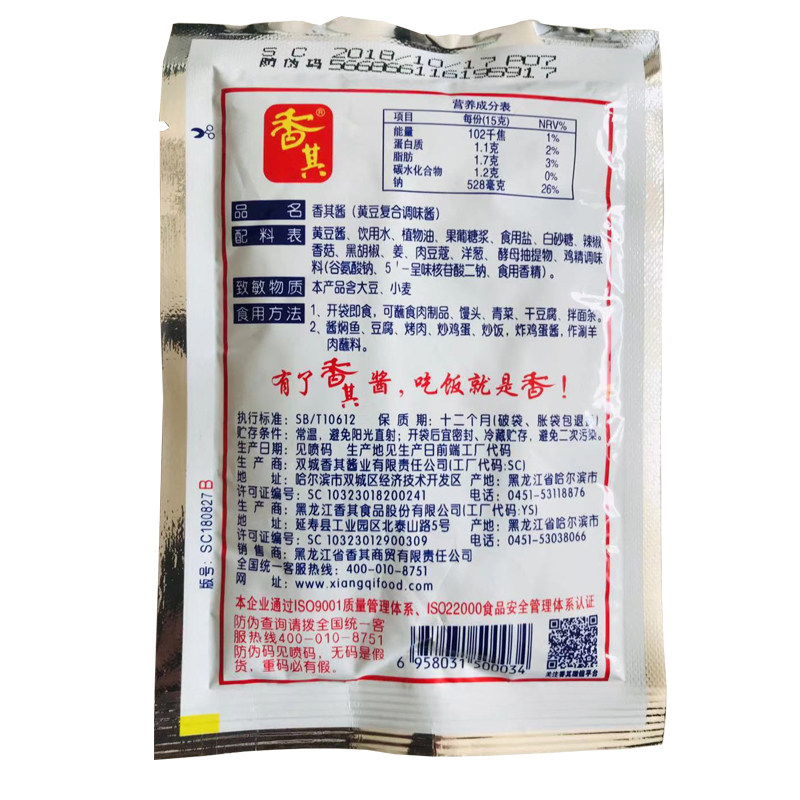 SC 2018/10/17 P07
防伪码 5668661161959​17
香其®
营养成分表
项目 每份(15克) NRV%
能量 102千焦 1%
蛋白质 1.1克 2%
脂肪 1.7克 3%
碳水化合物 1.2克 0%
钠 528毫克 26%
品名 香其酱(黄豆复合调味酱)
配料表 黄豆酱、饮用水、植物油、果葡糖浆、食用盐、白砂糖、辣椒
香菇、黑胡椒、姜、肉豆蔻、洋葱、酵母抽提物、鸡精调味
料(谷氨酸钠、5'-呈味核苷酸二钠、食用香精)。
致敏物质 本产品含大豆、小麦
食用方法 1、开袋即食,可蘸食肉制品、馒头、青菜、干豆腐、拌面条。
2、酱焖鱼、豆腐、烤肉、炒鸡蛋、炒饭,炸鸡蛋酱,作涮羊
肉蘸料。
有了香其酱,吃饭就是香!
执行标准:SB/T10612 保质期:十二个月(破袋、胀袋包退)
贮存条件:常温,避免阳光直射;开袋后宜密封、冷藏贮存,避免二次污染。
生产日期:见喷码 生产地见生产日前端工厂代码
生产商:双城香其酱业有限责任公司(工厂代码:SC)
地址:哈尔滨市双城区经济技术开发区 产地:黑龙江省哈尔滨市
许可证编号:SC 10323018200241 电话:0451-53118876
生产商:黑龙江香其食品股份有限公司(工厂代码:YS)
地址:延寿县工业园区北泰山路5号 产地:黑龙江省哈尔滨市
许可证编号:SC 10323012900309 电话:0451-53038066
销售商:黑龙江省香其商贸有限责任公司
全国统一客服热线:400-010-8751
网址:www.xiangqifood.com
本企业通过ISO9001质量管理体系、ISO22000食品安全管理体系认证
防伪查询请拨全国统一客
服热线400-010-8751
防伪码见喷码,无码是假
货,重码必有假。
6 958031 500034
关注香其微信平台
版号:SC180827B